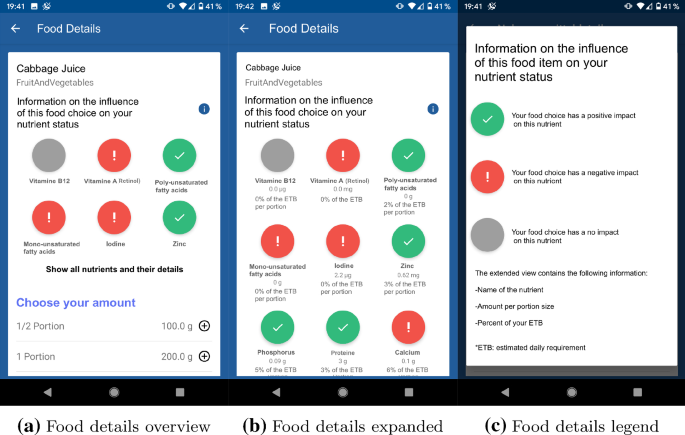 19:41
41 %
Food Details
Cabbage Juice
FruitAndVegetables
Information on the influence
of this food choice on your
nutrient status
Vitamine B12
Vitamine A (Retinol)
Poly-unsaturated
fatty acids
Mono-unsaturated
fatty acids
Iodine
Zinc
Show all nutrients and their details
Choose your amount
1/2 Portion
100.0 g
1 Portion
200.0 g
(a) Food details overview
19:42
41 %
Food Details
Cabbage Juice
FruitAndVegetables
Information on the influence
of this food choice on your
nutrient status
Vitamine B12
0.0 µg
0% of the ETB
per portion
Vitamine A (Retinol)
0.0 mg
0% of the ETB
Poly-unsaturated
fatty acids
0 g
2% of the ETB
per portion
Mono-unsaturated
fatty acids
0 g
0% of the ETB
per portion
Iodine
2.2 µg
0% of the ETB
per portion
Zinc
0.62 mg
3% of the ETB
per portion
Phosphorus
0.09 g
5% of the ETB
Proteine
3 g
3% of the ETB
Calcium
0.1 g
6% of the ETB
(b) Food details expanded
19:41
41 %
Information on the influence
of this food item on your
nutrient status
Your food choice has a positive impact
on this nutrient
Your food choice has a negative impact
on this nutrient
Your food choice has a no impact
on this nutrient
The extended view contains the following information:
-Name of the nutrient
-Amount per portion size
-Percent of your ETB
*ETB: estimated daily requirement
(c) Food details legend